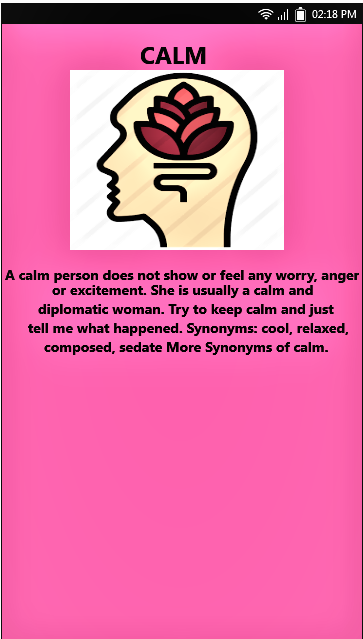 02:18 PM
CALM
A calm person does not show or feel any worry, anger
or excitement. She is usually a calm and
diplomatic woman. Try to keep calm and just
tell me what happened. Synonyms: cool, relaxed,
composed, sedate More Synonyms of calm.